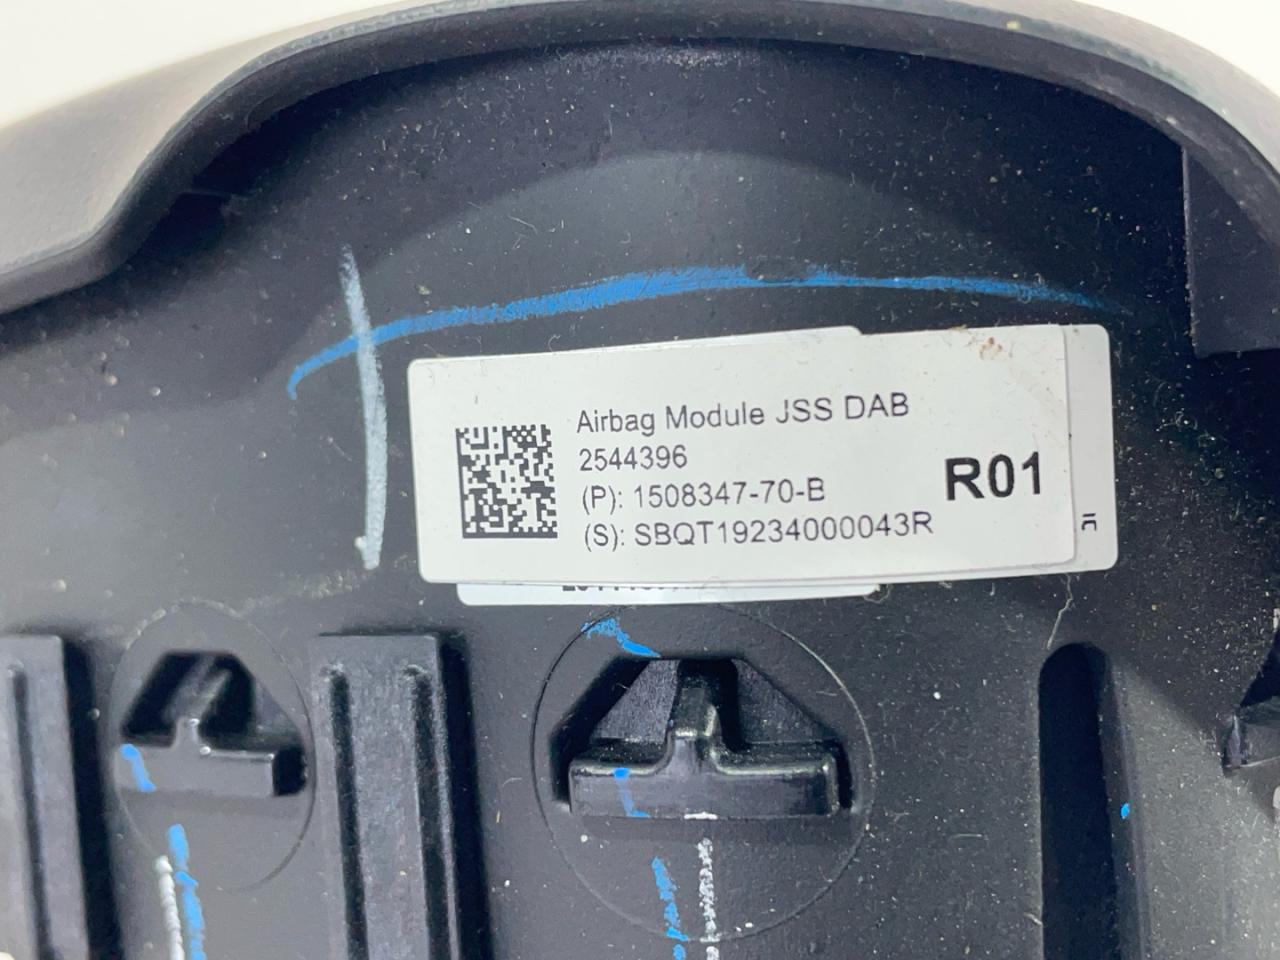 Airbag Module JSS DAB
2544396
(P): 1508347-70-B
(S): SBQT19234000043R
R01